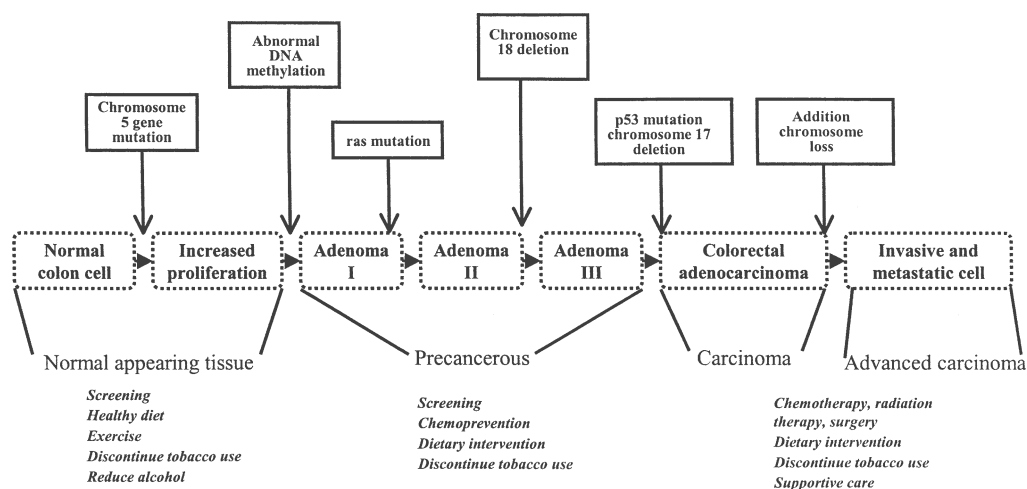 Chromosome
5 gene
mutation
Abnormal
DNA
methylation
ras mutation
Chromosome
18 deletion
p53 mutation
chromosome 17
deletion
Addition
chromosome
loss
Normal
colon cell
Increased
proliferation
Adenoma
I
Adenoma
II
Adenoma
III
Colorectal
adenocarcinoma
Invasive and
metastatic cell
Normal appearing tissue
Precancerous
Carcinoma
Advanced carcinoma
Screening
Healthy diet
Exercise
Discontinue tobacco use
Reduce alcohol
Screening
Chemoprevention
Dietary intervention
Discontinue tobacco use
Chemotherapy, radiation
therapy, surgery
Dietary intervention
Discontinue tobacco use
Supportive care